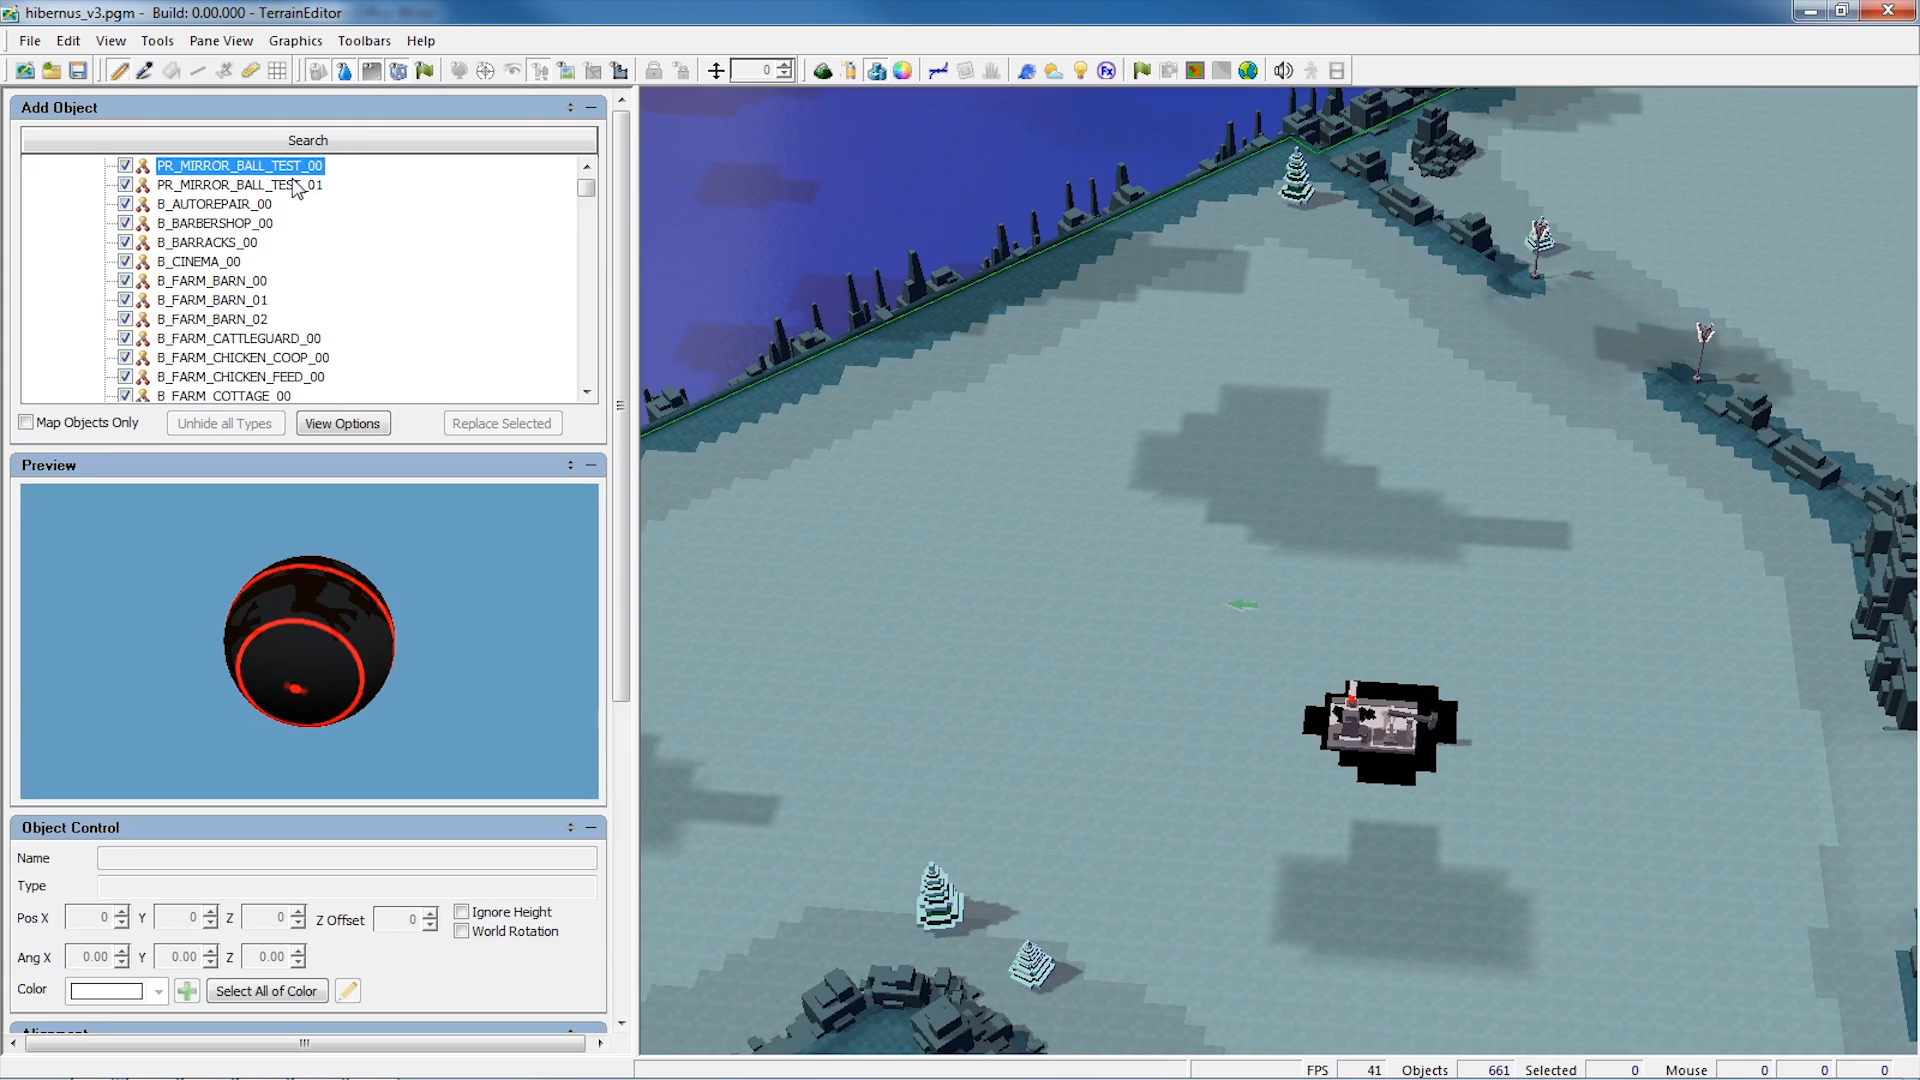 hibernus_v3.pgm - Build: 0.00.000 - TerrainEditor
File Edit View Tools Pane View Graphics Toolbars Help
0
Fx
Add Object
Search
PR_MIRROR_BALL_TEST_00
PR_MIRROR_BALL_TEST_01
B_AUTOREPAIR_00
B_BARBERSHOP_00
B_BARRACKS_00
B_CINEMA_00
B_FARM_BARN_00
B_FARM_BARN_01
B_FARM_BARN_02
B_FARM_CATTLEGUARD_00
B_FARM_CHICKEN_COOP_00
B_FARM_CHICKEN_FEED_00
B_FARM_COTTAGE_00
Map Objects Only Unhide all Types View Options Replace Selected
Preview
Object Control
Name
Type
Pos X 0 Y 0 Z 0 Z Offset 0 Ignore Height
World Rotation
Ang X 0.00 Y 0.00 Z 0.00
Color Select All of Color
Alignment
FPS 41 Objects 661 Selected 0 Mouse 0 0 0